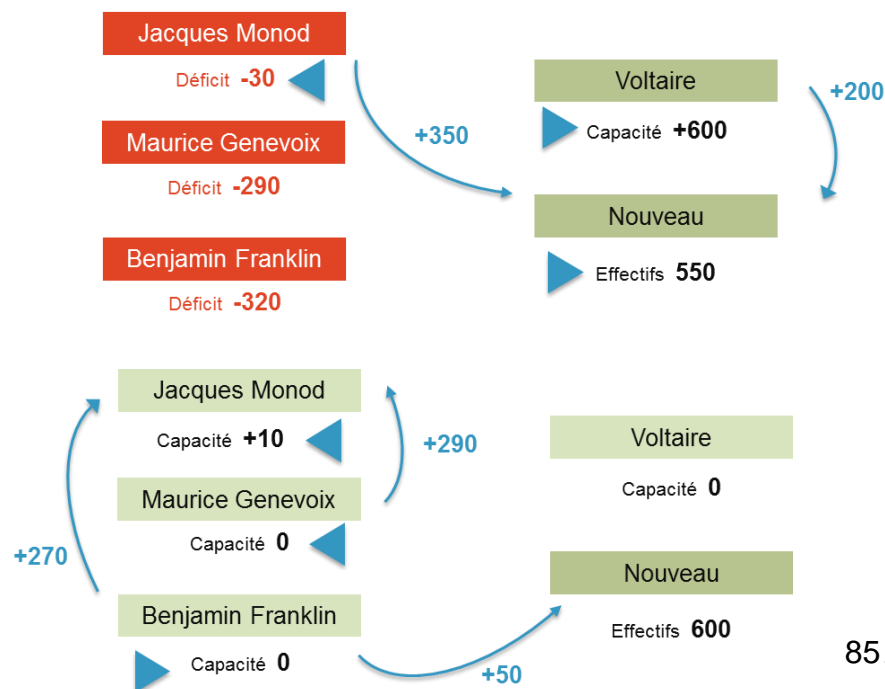 Jacques Monod
Déficit -30
Maurice Genevoix
Déficit -290
Benjamin Franklin
Déficit -320
+350
Voltaire
Capacité +600
+200
Nouveau
Effectifs 550
Jacques Monod
Capacité +10
+290
Maurice Genevoix
Capacité 0
+270
Benjamin Franklin
Capacité 0
+50
Voltaire
Capacité 0
Nouveau
Effectifs 600
85